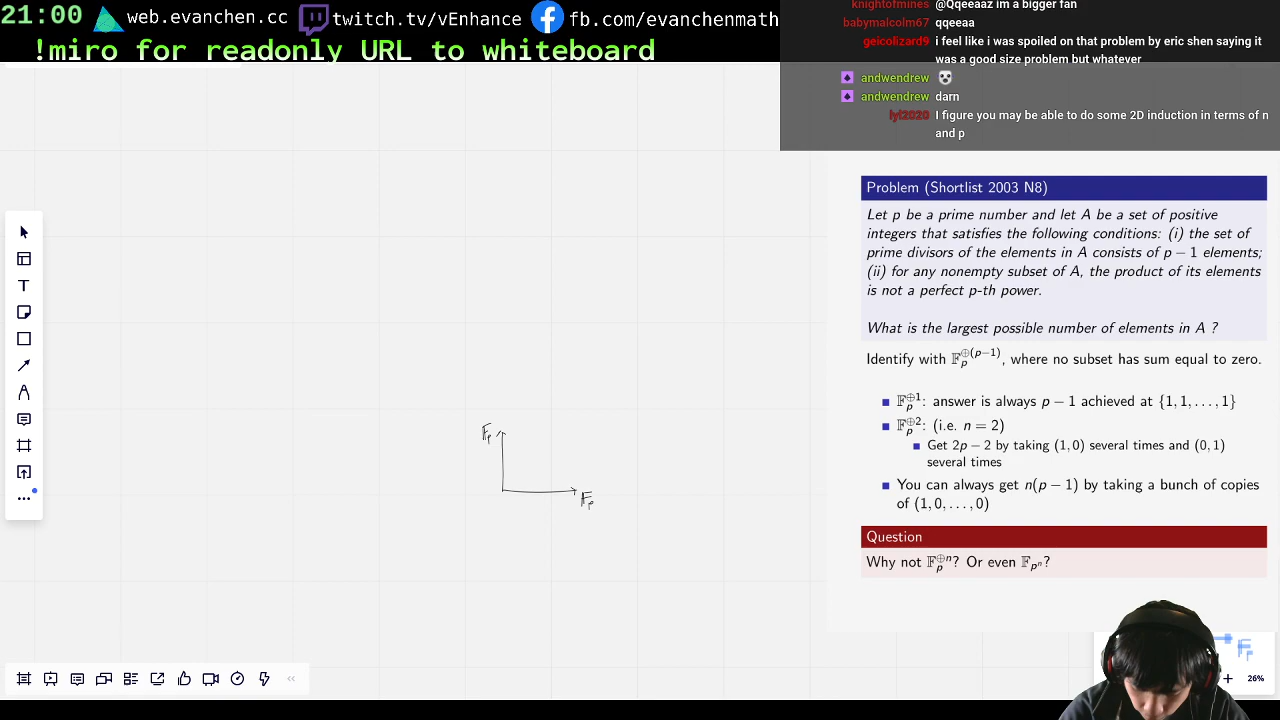 21:00 web.evanchen.cc twitch.tv/vEnhance fb.com/evanchenmath
!miro for readonly URL to whiteboard
knightofmines @Qqeeaaz im a bigger fan
babymalcolm67 qqeeaa
geicolizard9 i feel like i was spoiled on that problem by eric shen saying it
was a good size problem but whatever
andwendrew 💀
andwendrew darn
lyl2020 I figure you may be able to do some 2D induction in terms of n
and p
Problem (Shortlist 2003 N8)
Let p be a prime number and let A be a set of positive
integers that satisfies the following conditions: (i) the set of
prime divisors of the elements in A consists of p − 1 elements;
(ii) for any nonempty subset of A, the product of its elements
is not a perfect p-th power.
What is the largest possible number of elements in A ?
Identify with 𝔽_p^{⊕(p−1)}, where no subset has sum equal to zero.
■ 𝔽_p^{⊕1}: answer is always p − 1 achieved at {1, 1, . . . , 1}
■ 𝔽_p^{⊕2}: (i.e. n = 2)
■ Get 2p − 2 by taking (1, 0) several times and (0, 1)
several times
■ You can always get n(p − 1) by taking a bunch of copies
of (1, 0, . . . , 0)
Question
Why not 𝔽_p^{⊕n}? Or even 𝔽_{p^n}?
𝔽_p
𝔽_p
T
26%